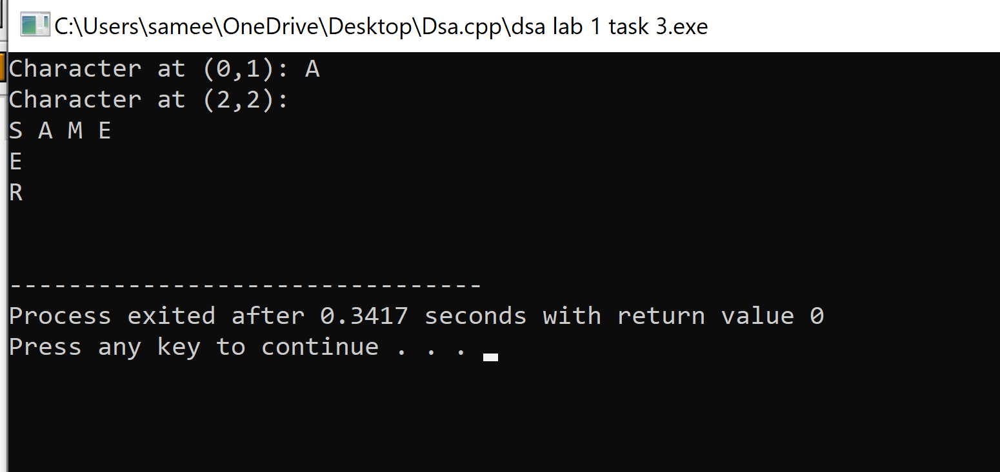 C:\Users\samee\OneDrive\Desktop\Dsa.cpp\dsa lab 1 task 3.exe
Character at (0,1): A
Character at (2,2):
S A M E
E
R
--------------------------------
Process exited after 0.3417 seconds with return value 0
Press any key to continue . . .